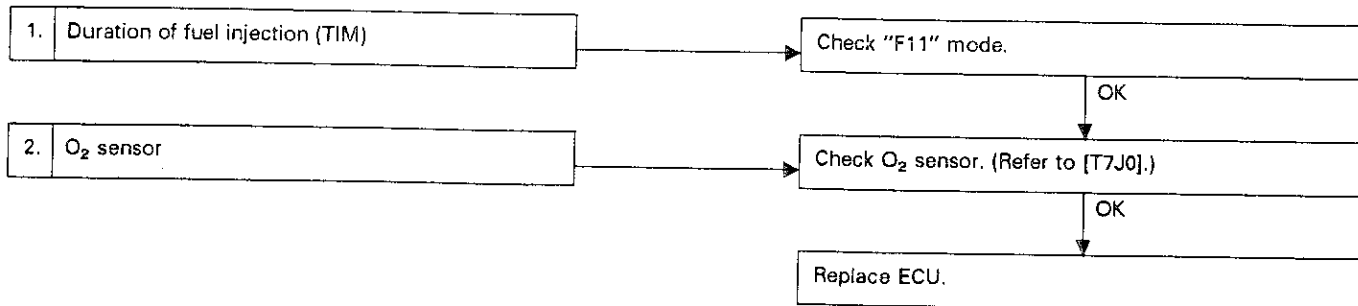 1. Duration of fuel injection (TIM)
Check "F11" mode.
OK
2. O₂ sensor
Check O₂ sensor. (Refer to [T7J0].)
OK
Replace ECU.